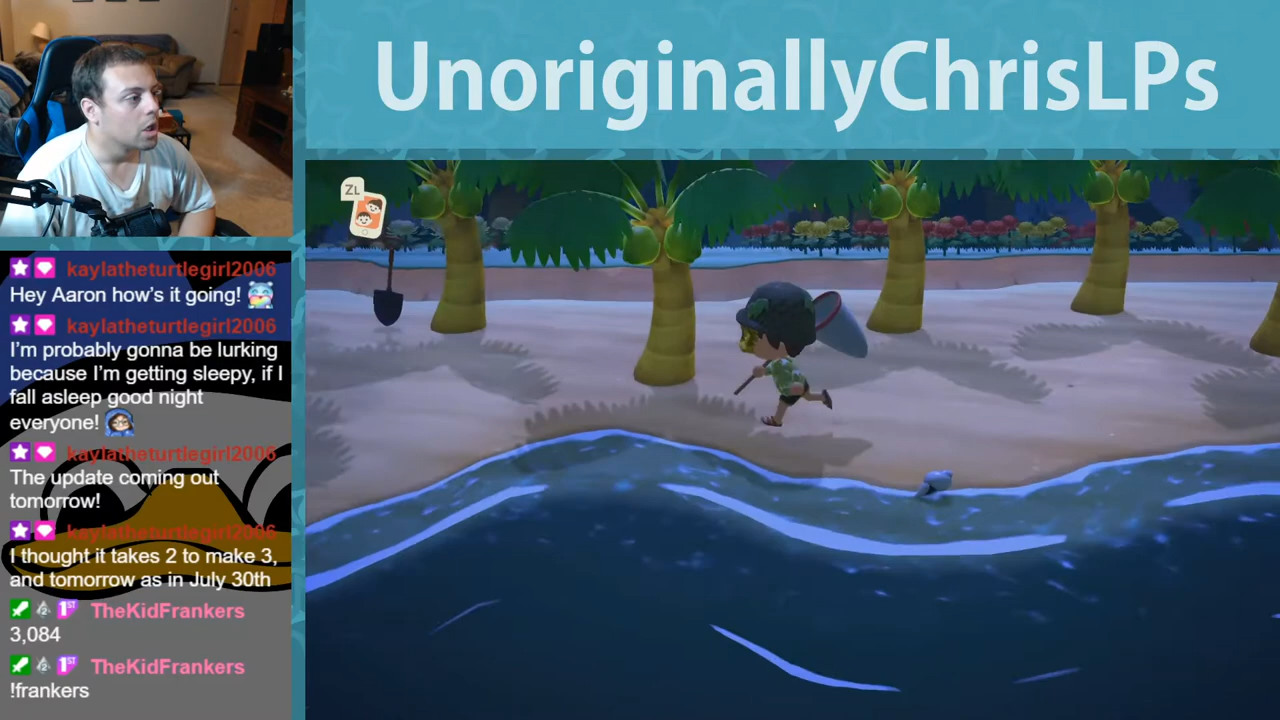 UnoriginallyChrisLPs
ZL
kaylatheturtlegirl2006
Hey Aaron how's it going!
kaylatheturtlegirl2006
I'm probably gonna be lurking
because I'm getting sleepy, if I
fall asleep good night
everyone!
kaylatheturtlegirl2006
The update coming out
tomorrow!
kaylatheturtlegirl2006
I thought it takes 2 to make 3,
and tomorrow as in July 30th
1ST TheKidFrankers
3,084
1ST TheKidFrankers
!frankers